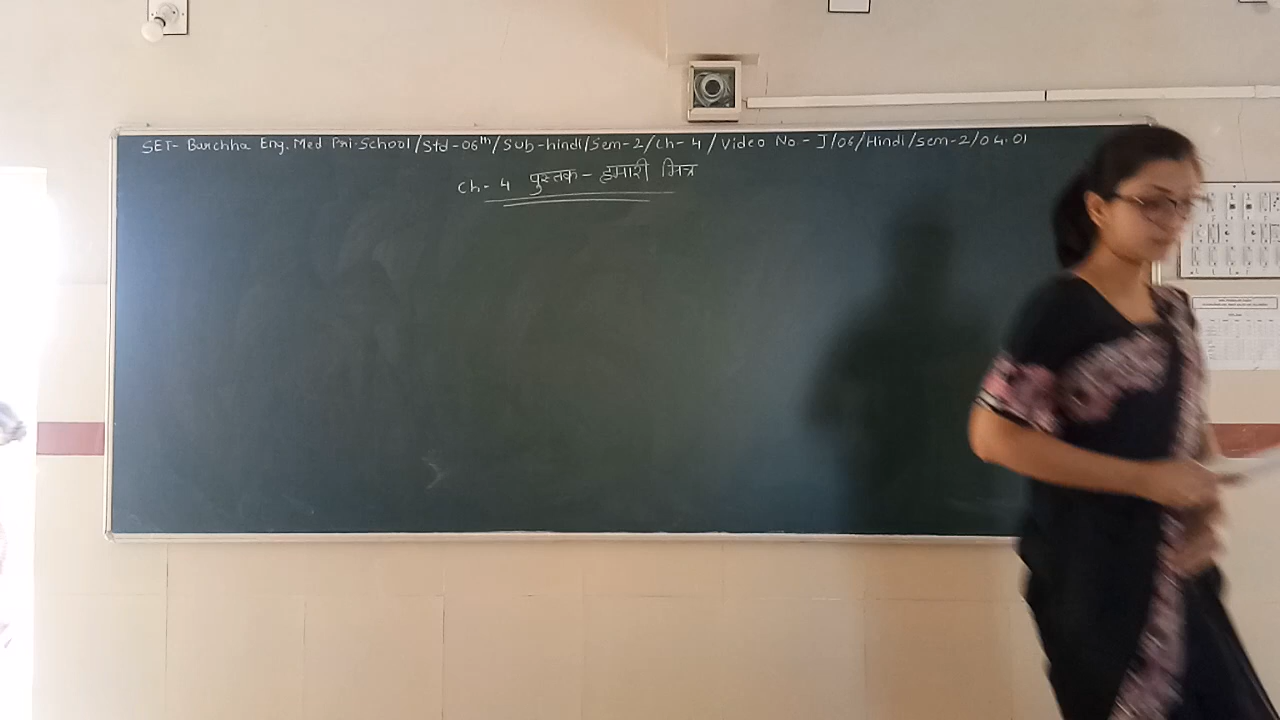 SET- Burchha Eng. Med Pri-School/Std-06th/Sub-hindi/Sem-2/Ch-4/Video No.- J/06/Hindi/sem-2/04.01
Ch- 4 पुस्तक - हमारी मित्र